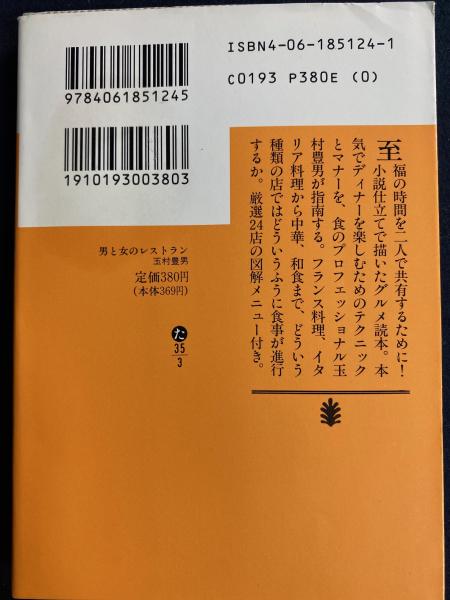 ISBN4-06-185124-1
C0193 P380E (0)
9784061851245
1910193003803
至福の時間を二人で共有するために！
小説仕立てで描いたグルメ読本。本
気でディナーを楽しむためのテクニック
とマナーを、食のプロフェッショナル玉
村豊男が指南する。フランス料理、イタ
リア料理から中華、和食まで、どういう
種類の店ではどういうふうに食事が進行
するか。厳選24店の図解メニュー付き。
男と女のレストラン
玉村豊男
定価380円
(本体369円)
た
35
3